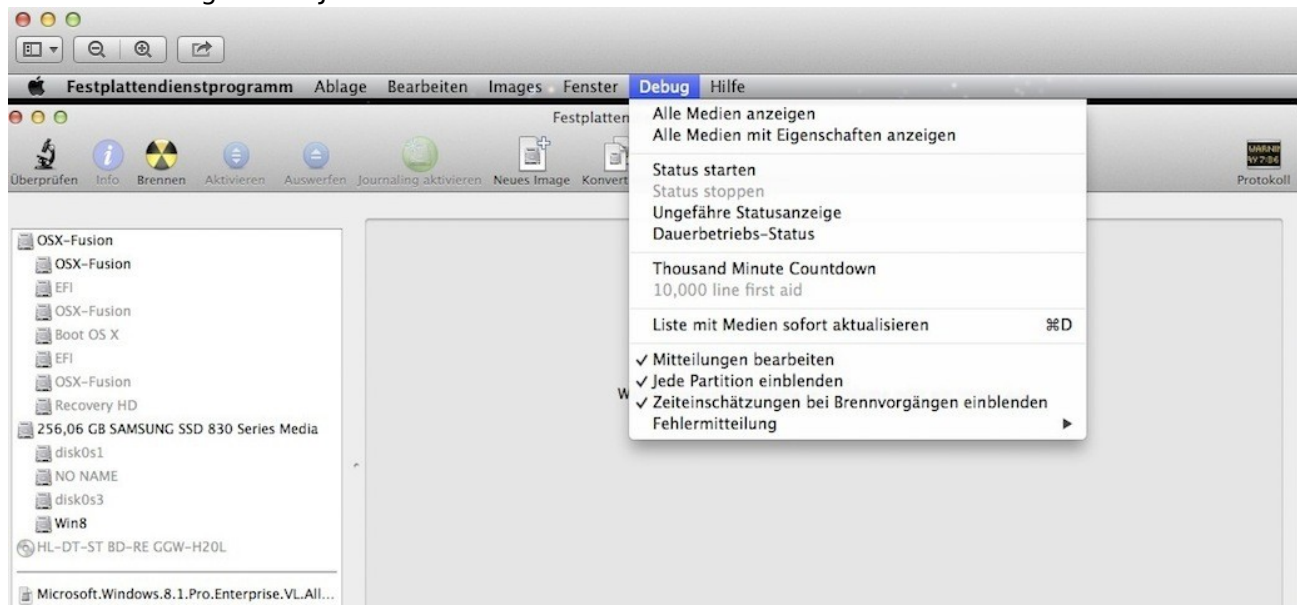 Festplattendienstprogramm Ablage Bearbeiten Images Fenster Debug Hilfe
Festplatten
Überprüfen Info Brennen Aktivieren Auswerfen Journaling aktivieren Neues Image Konvert Protokoll
WARNIN
AY 7:86
Alle Medien anzeigen
Alle Medien mit Eigenschaften anzeigen
Status starten
Status stoppen
Ungefähre Statusanzeige
Dauerbetriebs-Status
Thousand Minute Countdown
10,000 line first aid
Liste mit Medien sofort aktualisieren ⌘D
✓ Mitteilungen bearbeiten
✓ Jede Partition einblenden
✓ Zeiteinschätzungen bei Brennvorgängen einblenden
Fehlermitteilung
W
OSX-Fusion
OSX-Fusion
EFI
OSX-Fusion
Boot OS X
EFI
OSX-Fusion
Recovery HD
256,06 GB SAMSUNG SSD 830 Series Media
disk0s1
NO NAME
disk0s3
Win8
HL-DT-ST BD-RE GGW-H20L
Microsoft.Windows.8.1.Pro.Enterprise.VL.All...